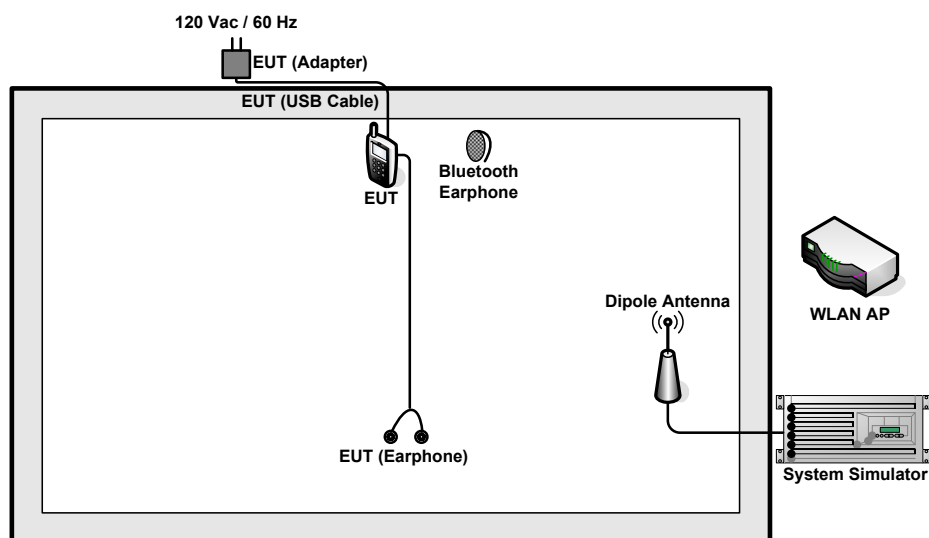 120 Vac / 60 Hz
EUT (Adapter)
EUT (USB Cable)
EUT
Bluetooth
Earphone
Dipole Antenna
WLAN AP
EUT (Earphone)
System Simulator